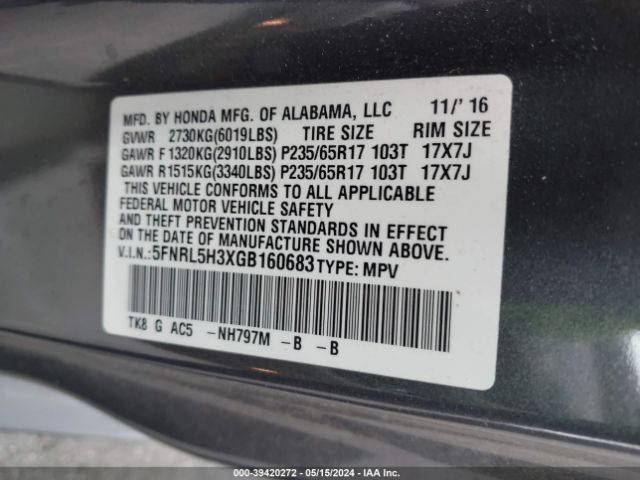 MFD. BY HONDA MFG. OF ALABAMA, LLC 11/' 16
GVWR 2730KG(6019LBS) TIRE SIZE RIM SIZE
GAWR F 1320KG(2910LBS) P235/65R17 103T 17X7J
GAWR R 1515KG(3340LBS) P235/65R17 103T 17X7J
THIS VEHICLE CONFORMS TO ALL APPLICABLE
FEDERAL MOTOR VEHICLE SAFETY
AND THEFT PREVENTION STANDARDS IN EFFECT
ON THE DATE OF MANUFACTURE SHOWN ABOVE.
V.I.N.:5FNRL5H3XGB160683 TYPE: MPV
TK8 G AC5 -NH797M -B -B
000-39420272 - 05/15/2024 - IAA Inc.